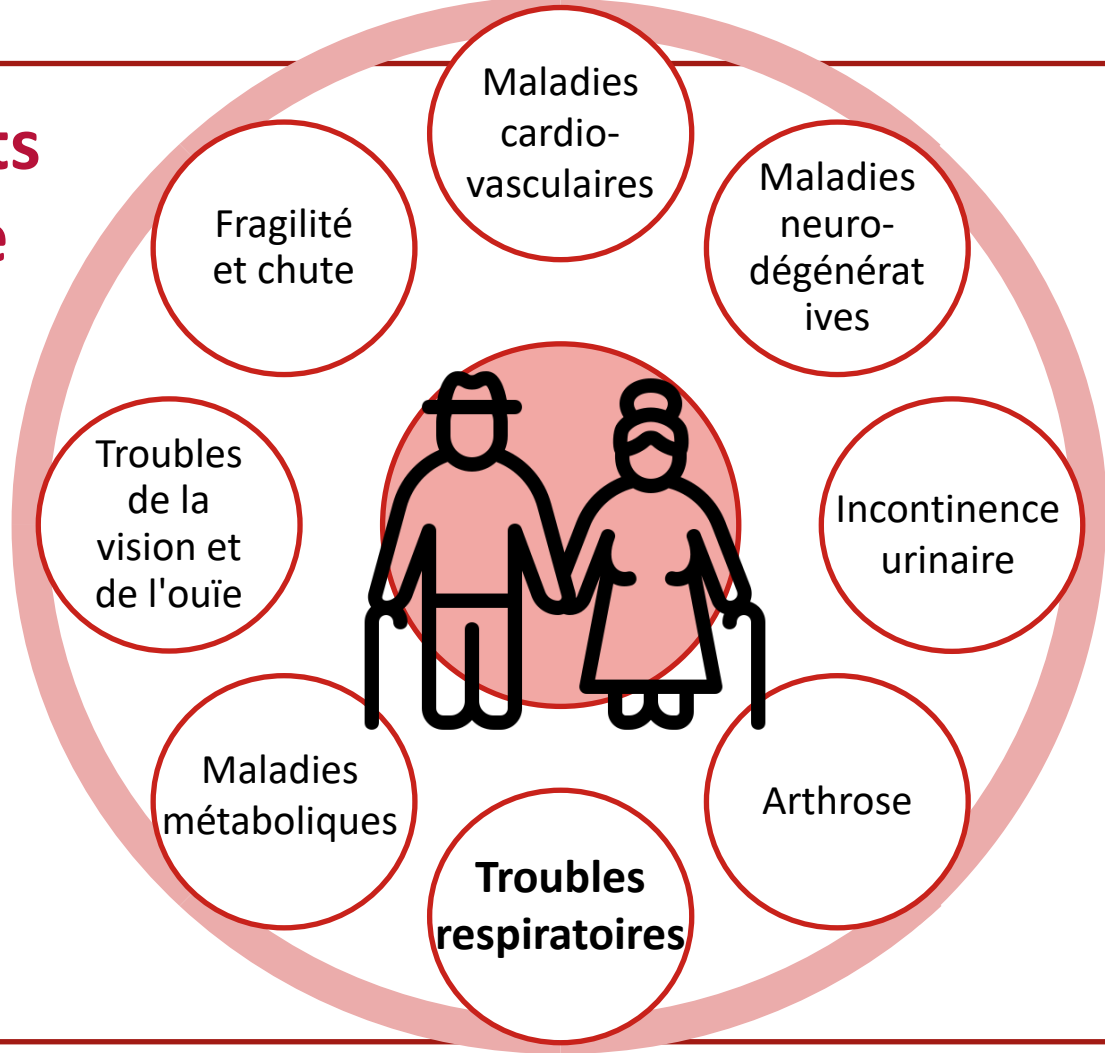 Maladies
cardio-
vasculaires
Maladies
neuro-
dégénérat
ives
Incontinence
urinaire
Arthrose
Troubles
respiratoires
Maladies
métaboliques
Troubles
de la
vision et
de l'ouïe
Fragilité
et chute